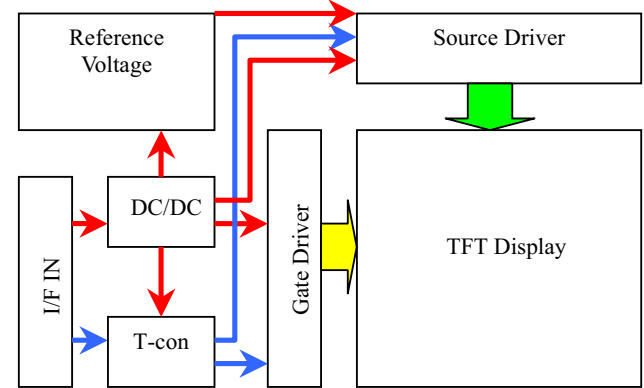 Reference
Voltage
Source Driver
DC/DC
I/F IN
Gate Driver
TFT Display
T-con